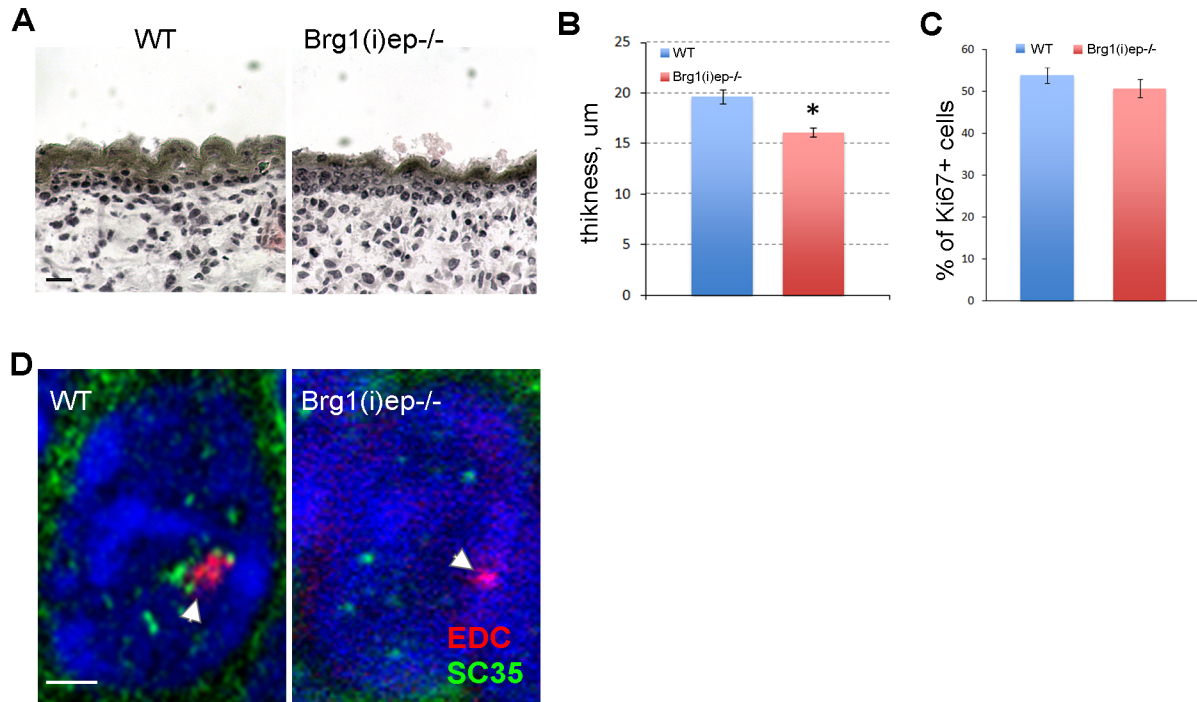 A
WT
Brg1(i)ep-/-
B
thikness, um
25
20
15
10
5
0
WT
Brg1(i)ep-/-
*
C
% of Ki67+ cells
60
50
40
30
20
10
0
WT
Brg1(i)ep-/-
D
WT
Brg1(i)ep-/-
EDC
SC35